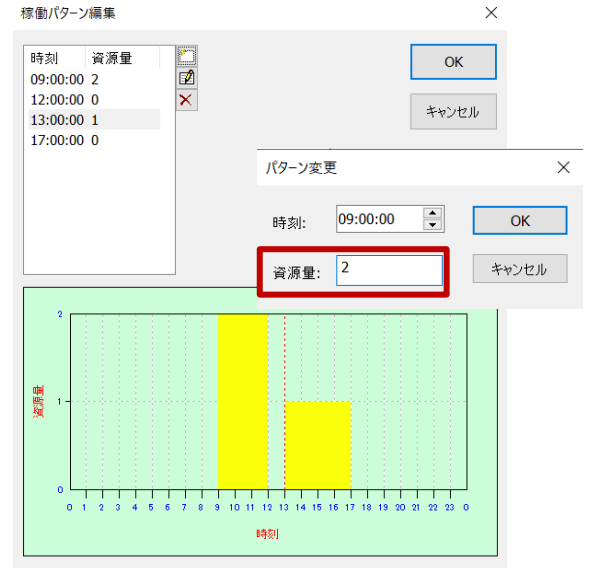 稼働パターン編集
時刻 資源量
09:00:00 2
12:00:00 0
13:00:00 1
17:00:00 0
OK
キャンセル
パターン変更
時刻: 09:00:00
OK
資源量: 2
キャンセル
2
1
0
資源量
0 1 2 3 4 5 6 7 8 9 10 11 12 13 14 15 16 17 18 19 20 21 22 23 0
時刻